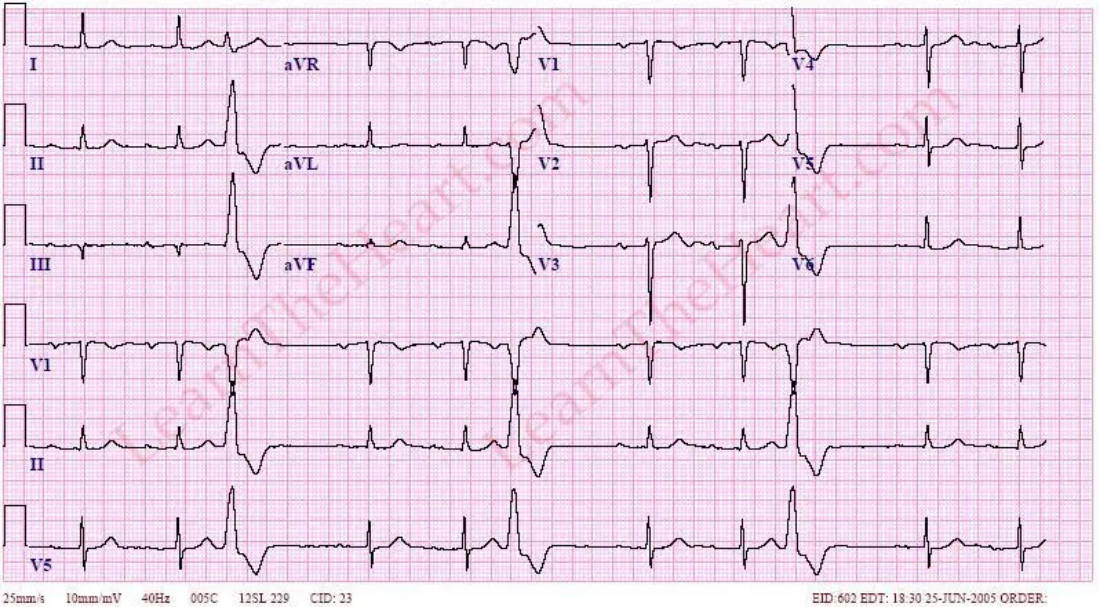 I aVR V1 V4
II aVL V2 V5
III aVF V3 V6
V1
II
V5
LearnTheHeart.com LearnTheHeart.com
25mm/s 10mm/mV 40Hz 005C 12SL 229 CID: 23 EID:602 EDT: 18:30 25-JUN-2005 ORDER: